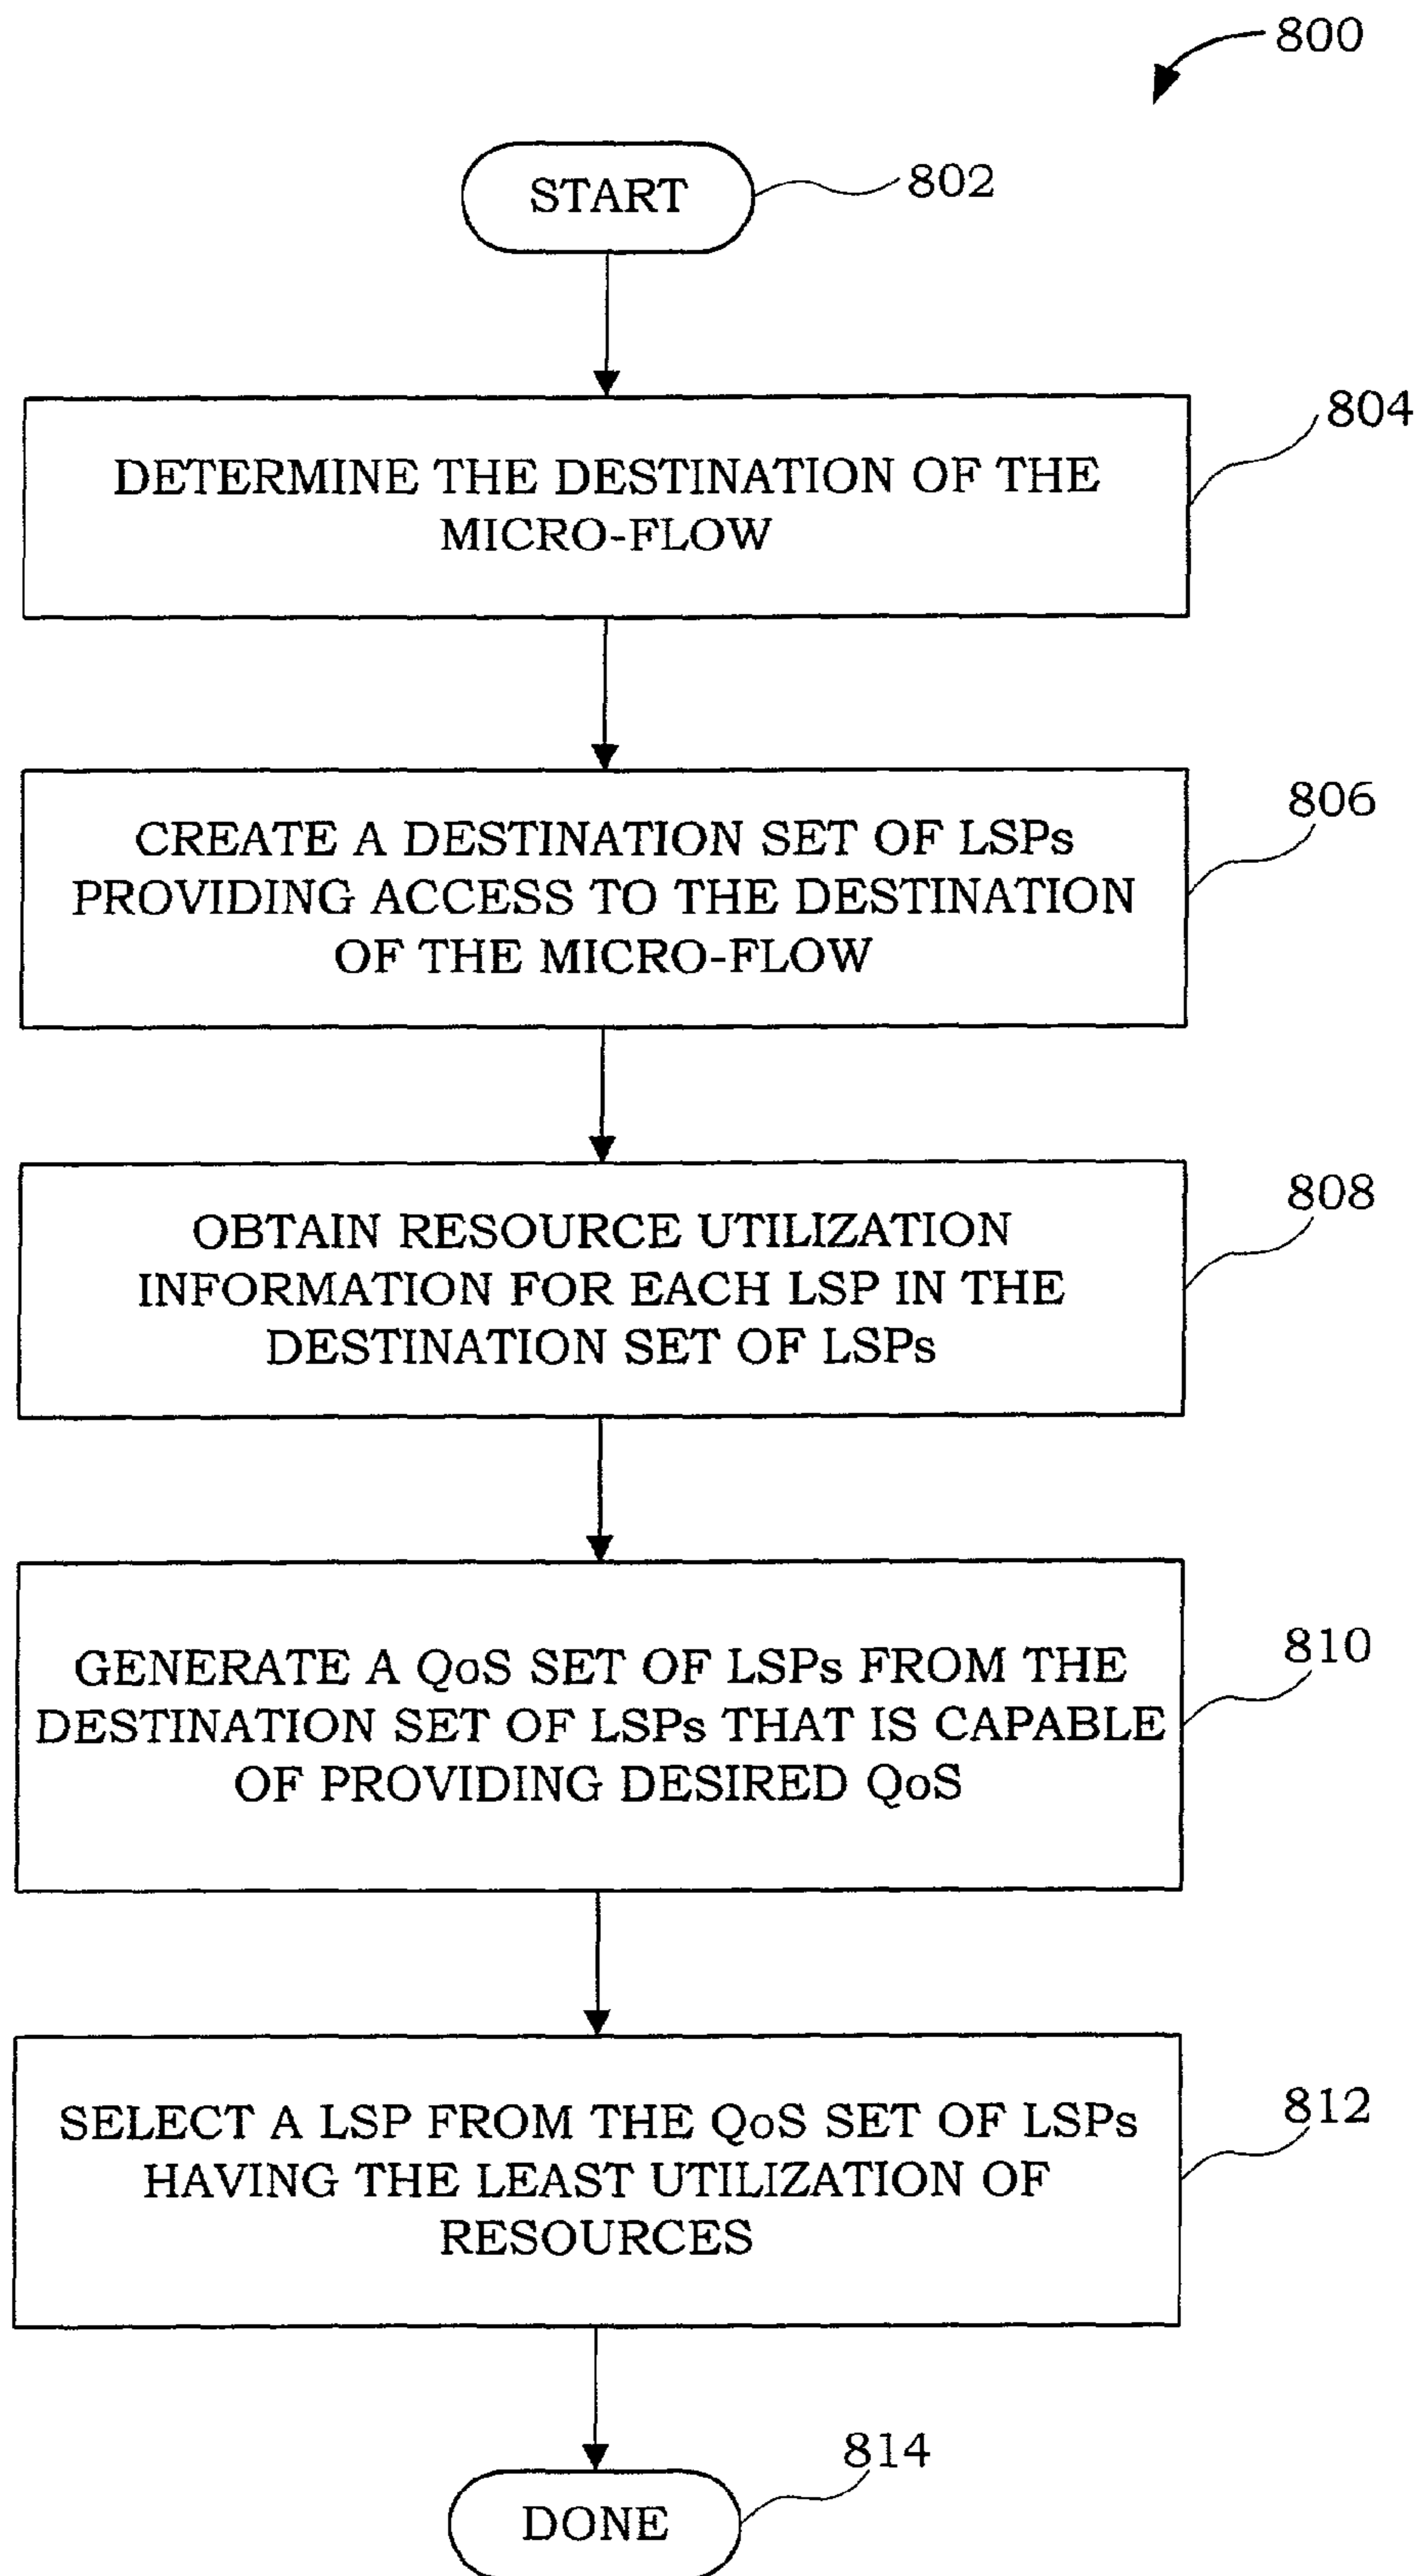 800
START
802
DETERMINE THE DESTINATION OF THE
MICRO-FLOW
804
CREATE A DESTINATION SET OF LSPs
PROVIDING ACCESS TO THE DESTINATION
OF THE MICRO-FLOW
806
OBTAIN RESOURCE UTILIZATION
INFORMATION FOR EACH LSP IN THE
DESTINATION SET OF LSPs
808
GENERATE A QoS SET OF LSPs FROM THE
DESTINATION SET OF LSPs THAT IS CAPABLE
OF PROVIDING DESIRED QoS
810
SELECT A LSP FROM THE QoS SET OF LSPs
HAVING THE LEAST UTILIZATION OF
RESOURCES
812
DONE
814